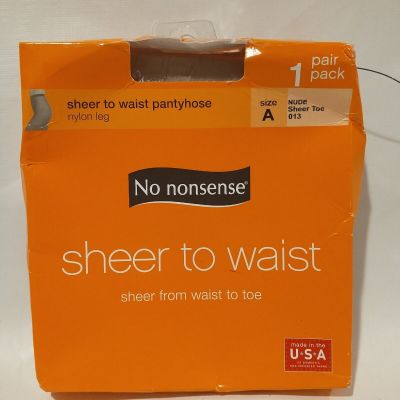 1 pair
pack
sheer to waist pantyhose
nylon leg
size
A
NUDE
Sheer Toe
013
No nonsense®
sheer to waist
sheer from waist to toe
made in the
U·S·A